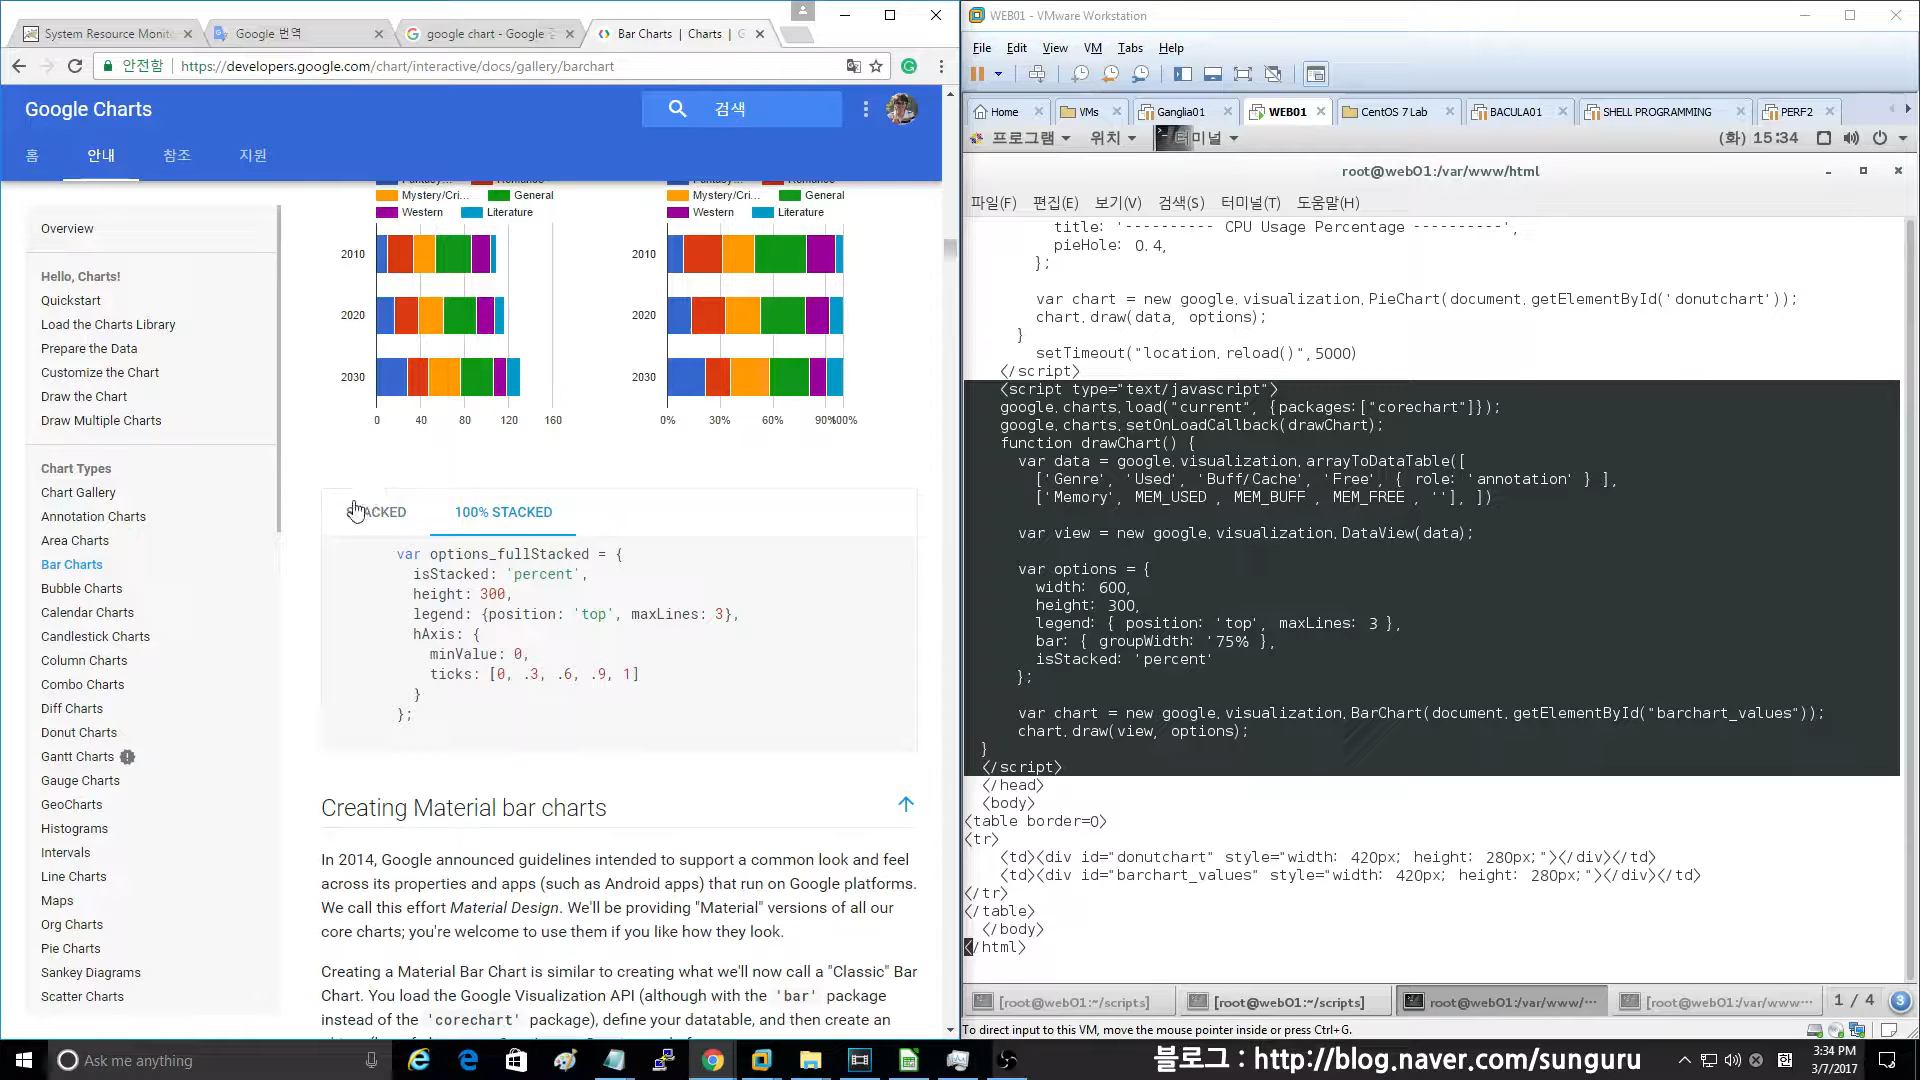 System Resource Monit
Google 번역
google chart - Google
Bar Charts | Charts | G
안전함 | https://developers.google.com/chart/interactive/docs/gallery/barchart
Google Charts
검색
홈
안내
참조
지원
Overview
Hello, Charts!
Quickstart
Load the Charts Library
Prepare the Data
Customize the Chart
Draw the Chart
Draw Multiple Charts
Chart Types
Chart Gallery
Annotation Charts
Area Charts
Bar Charts
Bubble Charts
Calendar Charts
Candlestick Charts
Column Charts
Combo Charts
Diff Charts
Donut Charts
Gantt Charts
Gauge Charts
GeoCharts
Histograms
Intervals
Line Charts
Maps
Org Charts
Pie Charts
Sankey Diagrams
Scatter Charts
Mystery/Cri... General
Western Literature
2010
2020
2030
0 40 80 120 160
Mystery/Cri... General
Western Literature
2010
2020
2030
0% 30% 60% 90% 100%
STACKED
100% STACKED
var options_fullStacked = {
isStacked: 'percent',
height: 300,
legend: {position: 'top', maxLines: 3},
hAxis: {
minValue: 0,
ticks: [0, .3, .6, .9, 1]
}
};
Creating Material bar charts
In 2014, Google announced guidelines intended to support a common look and feel
across its properties and apps (such as Android apps) that run on Google platforms.
We call this effort Material Design. We'll be providing "Material" versions of all our
core charts; you're welcome to use them if you like how they look.
Creating a Material Bar Chart is similar to creating what we'll now call a "Classic" Bar
Chart. You load the Google Visualization API (although with the 'bar' package
instead of the 'corechart' package), define your datatable, and then create an
WEB01 - VMware Workstation
File Edit View VM Tabs Help
Home
VMs
Ganglia01
WEB01
CentOS 7 Lab
BACULA01
SHELL PROGRAMMING
PERF2
프로그램 위치 터미널
(화) 15:34
root@web01:/var/www/html
파일(F) 편집(E) 보기(V) 검색(S) 터미널(T) 도움말(H)
title: '---------- CPU Usage Percentage ----------',
pieHole: 0.4,
};
var chart = new google.visualization.PieChart(document.getElementById('donutchart'));
chart.draw(data, options);
}
setTimeout("location.reload()",5000)
</script>
<script type="text/javascript">
google.charts.load("current", {packages:["corechart"]});
google.charts.setOnLoadCallback(drawChart);
function drawChart() {
var data = google.visualization.arrayToDataTable([
['Genre', 'Used', 'Buff/Cache', 'Free', { role: 'annotation' } ],
['Memory', MEM_USED , MEM_BUFF , MEM_FREE , ''], ])
var view = new google.visualization.DataView(data);
var options = {
width: 600,
height: 300,
legend: { position: 'top', maxLines: 3 },
bar: { groupWidth: '75% },
isStacked: 'percent'
};
var chart = new google.visualization.BarChart(document.getElementById("barchart_values"));
chart.draw(view, options);
}
</script>
</head>
<body>
<table border=0>
<tr>
<td><div id="donutchart" style="width: 420px; height: 280px;"></div></td>
<td><div id="barchart_values" style="width: 420px; height: 280px;"></div></td>
</tr>
</table>
</body>
</html>
[root@web01:~/scripts]
[root@web01:~/scripts]
root@web01:/var/www/···
[root@web01:/var/www···
1 / 4
3
To direct input to this VM, move the mouse pointer inside or press Ctrl+G.
Ask me anything
블로그 : http://blog.naver.com/sunguru
한
3:34 PM
3/7/2017